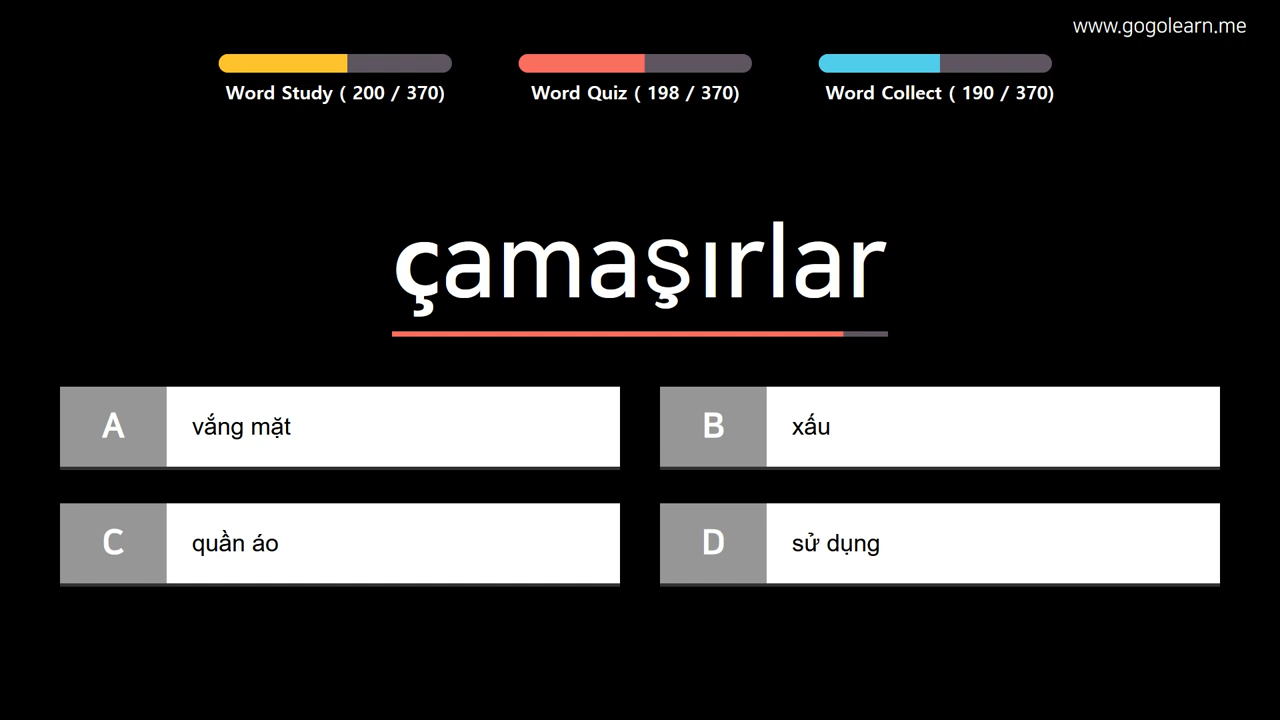 www.gogolearn.me
Word Study ( 200 / 370)
Word Quiz ( 198 / 370)
Word Collect ( 190 / 370)
çamaşırlar
A vắng mặt
B xấu
C quần áo
D sử dụng